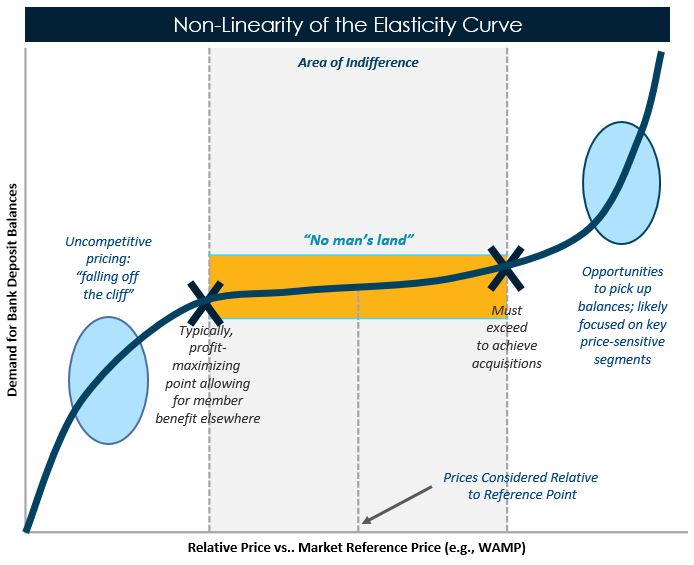 Non-Linearity of the Elasticity Curve
Area of Indifference
“No man’s land”
Uncompetitive
pricing:
“falling off
the cliff”
Typically,
profit-
maximizing
point allowing
for member
benefit elsewhere
Must
exceed
to achieve
acquisitions
Opportunities
to pick up
balances; likely
focused on key
price-sensitive
segments
Prices Considered Relative
to Reference Point
Demand for Bank Deposit Balances
Relative Price vs.. Market Reference Price (e.g., WAMP)